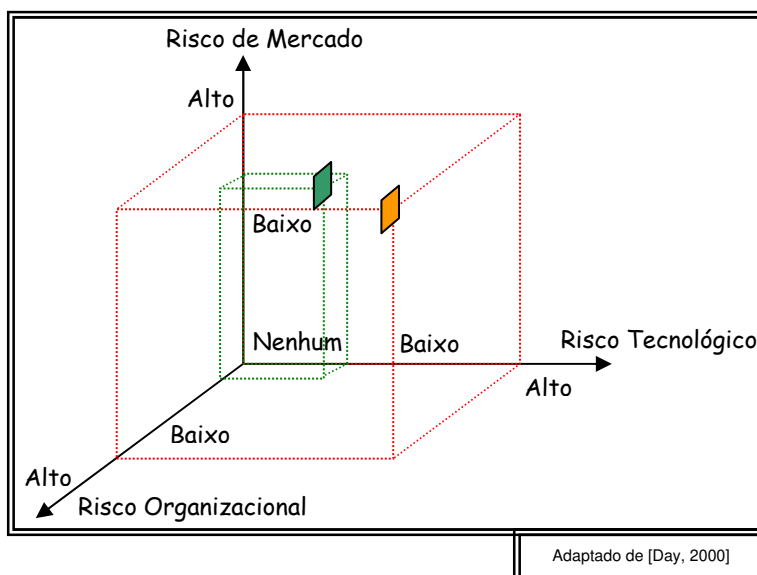 Risco de Mercado
Alto
Baixo
Nenhum
Baixo
Risco Tecnológico
Alto
Baixo
Alto
Risco Organizacional
Adaptado de [Day, 2000]